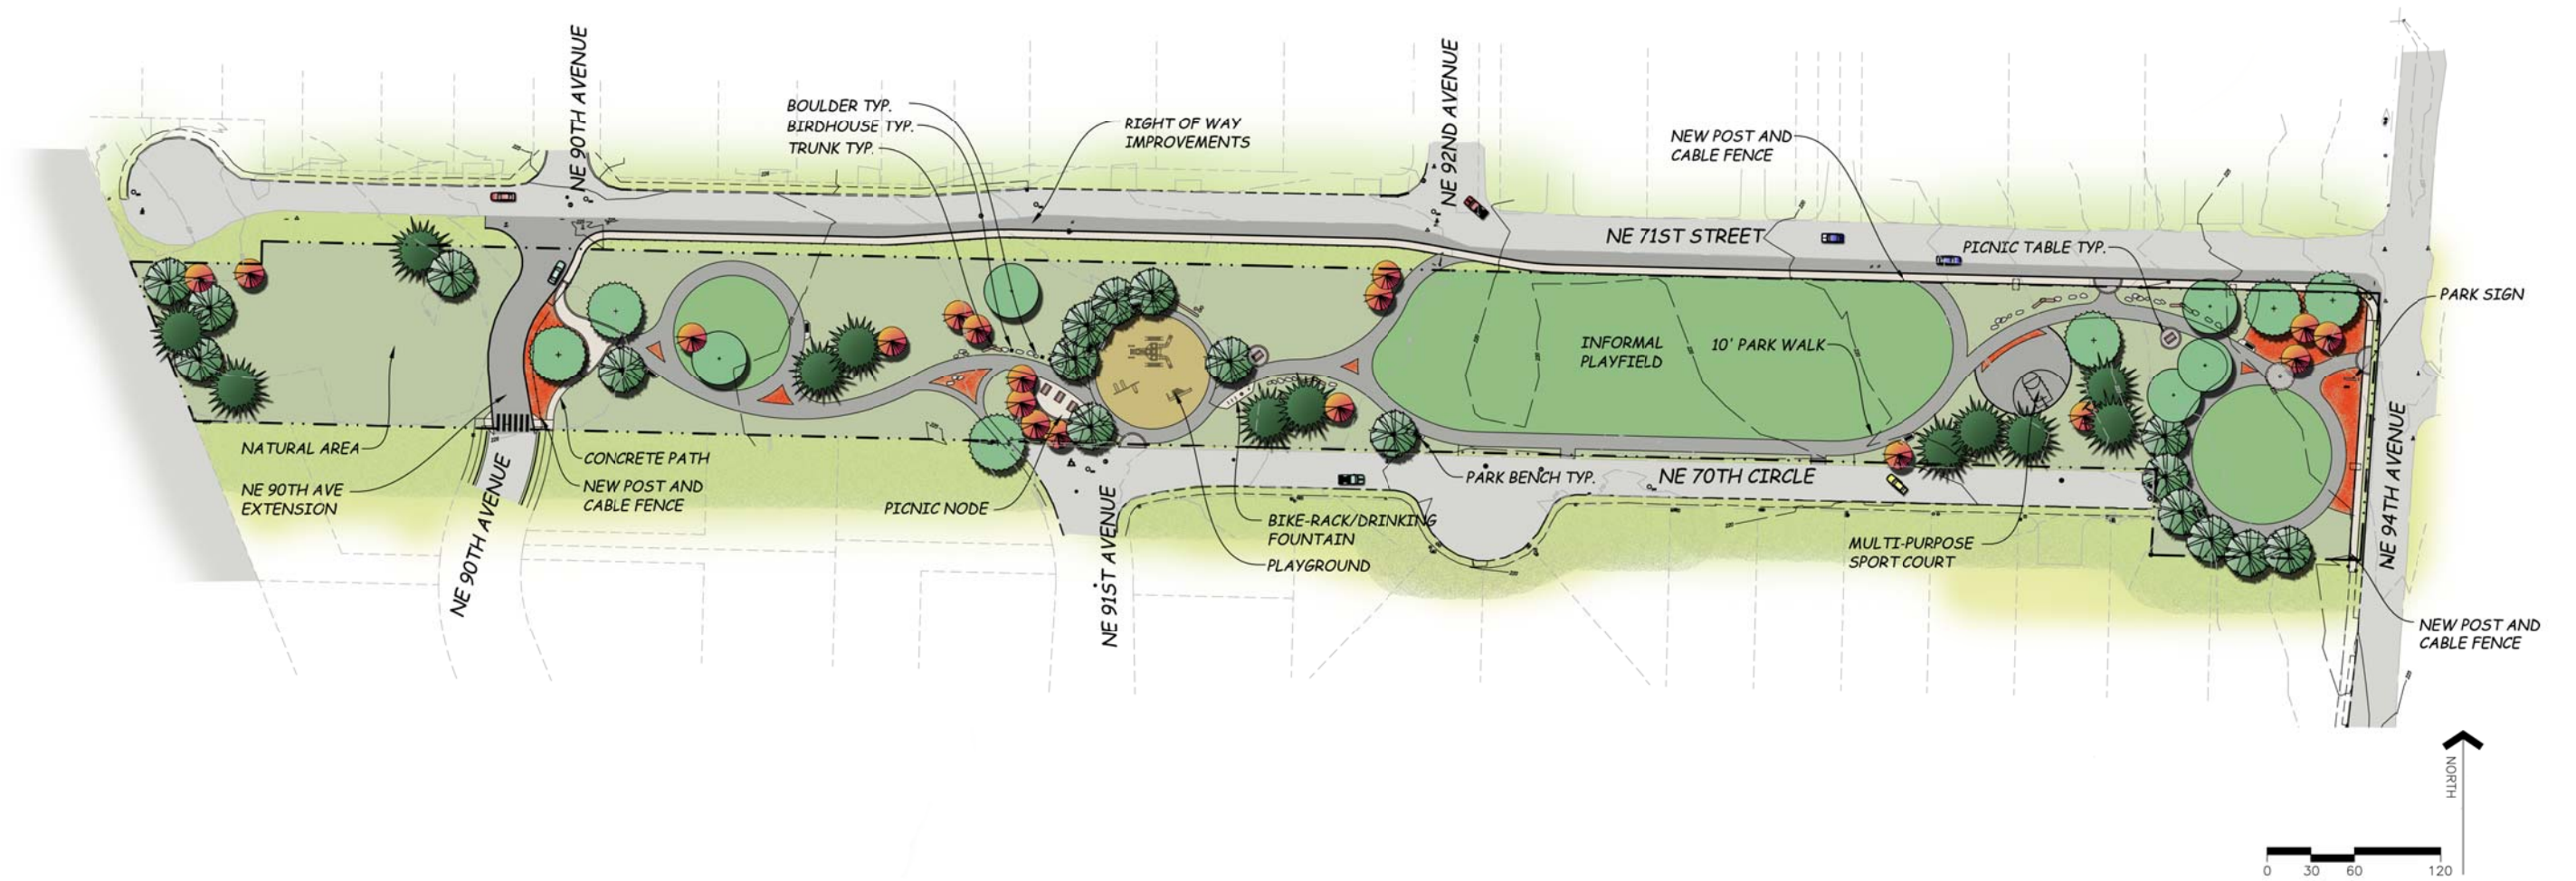 NE 90TH AVENUE
NE 92ND AVENUE
BOULDER TYP.
BIRDHOUSE TYP.
TRUNK TYP.
RIGHT OF WAY
IMPROVEMENTS
NEW POST AND
CABLE FENCE
NE 71ST STREET
PICNIC TABLE TYP.
PARK SIGN
INFORMAL
PLAYFIELD
10' PARK WALK
NATURAL AREA
NE 90TH AVE
EXTENSION
CONCRETE PATH
NEW POST AND
CABLE FENCE
NE 90TH AVENUE
PICNIC NODE
NE 91ST AVENUE
BIKE-RACK/DRINKING
FOUNTAIN
PLAYGROUND
PARK BENCH TYP.
NE 70TH CIRCLE
MULTI-PURPOSE
SPORT COURT
NE 94TH AVENUE
NEW POST AND
CABLE FENCE
NORTH
0 30 60 120